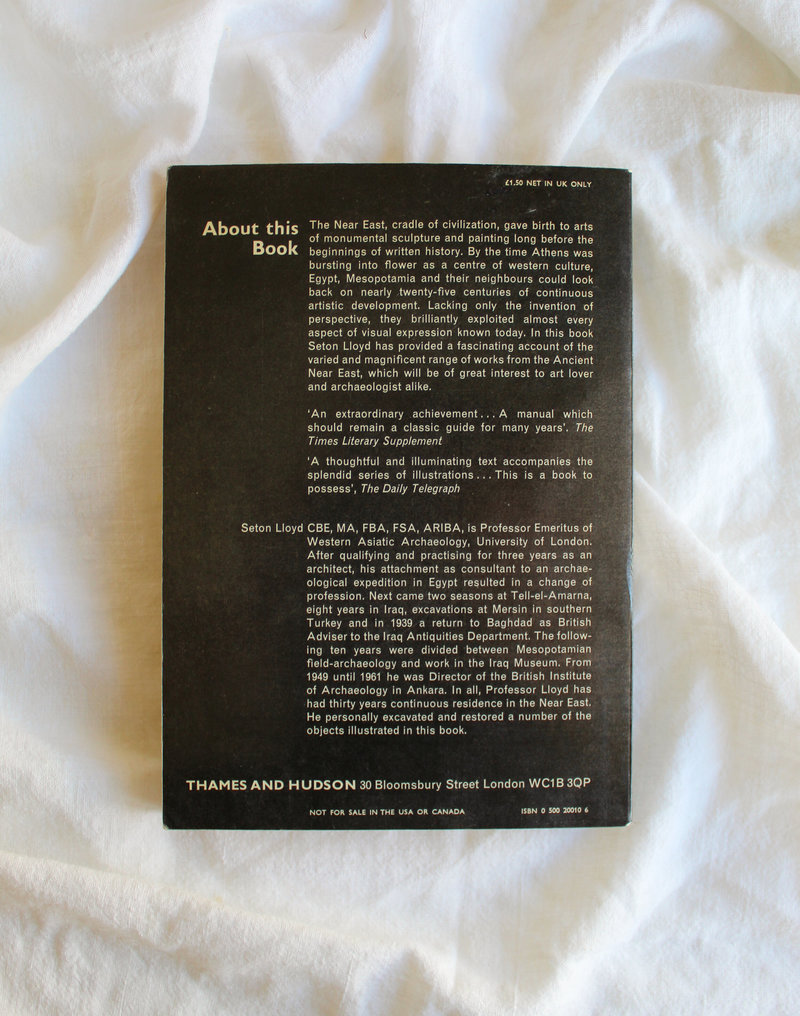 £1.50 NET IN UK ONLY
About this
Book
The Near East, cradle of civilization, gave birth to arts
of monumental sculpture and painting long before the
beginnings of written history. By the time Athens was
bursting into flower as a centre of western culture,
Egypt, Mesopotamia and their neighbours could look
back on nearly twenty-five centuries of continuous
artistic development. Lacking only the invention of
perspective, they brilliantly exploited almost every
aspect of visual expression known today. In this book
Seton Lloyd has provided a fascinating account of the
varied and magnificent range of works from the Ancient
Near East, which will be of great interest to art lover
and archaeologist alike.
‘An extraordinary achievement... A manual which
should remain a classic guide for many years’. The
Times Literary Supplement
‘A thoughtful and illuminating text accompanies the
splendid series of illustrations... This is a book to
possess’, The Daily Telegraph
Seton Lloyd CBE, MA, FBA, FSA, ARIBA, is Professor Emeritus of
Western Asiatic Archaeology, University of London.
After qualifying and practising for three years as an
architect, his attachment as consultant to an archae-
ological expedition in Egypt resulted in a change of
profession. Next came two seasons at Tell-el-Amarna,
eight years in Iraq, excavations at Mersin in southern
Turkey and in 1939 a return to Baghdad as British
Adviser to the Iraq Antiquities Department. The follow-
ing ten years were divided between Mesopotamian
field-archaeology and work in the Iraq Museum. From
1949 until 1961 he was Director of the British Institute
of Archaeology in Ankara. In all, Professor Lloyd has
had thirty years continuous residence in the Near East.
He personally excavated and restored a number of the
objects illustrated in this book.
THAMES AND HUDSON 30 Bloomsbury Street London WC1B 3QP
NOT FOR SALE IN THE USA OR CANADA ISBN 0 500 20010 6